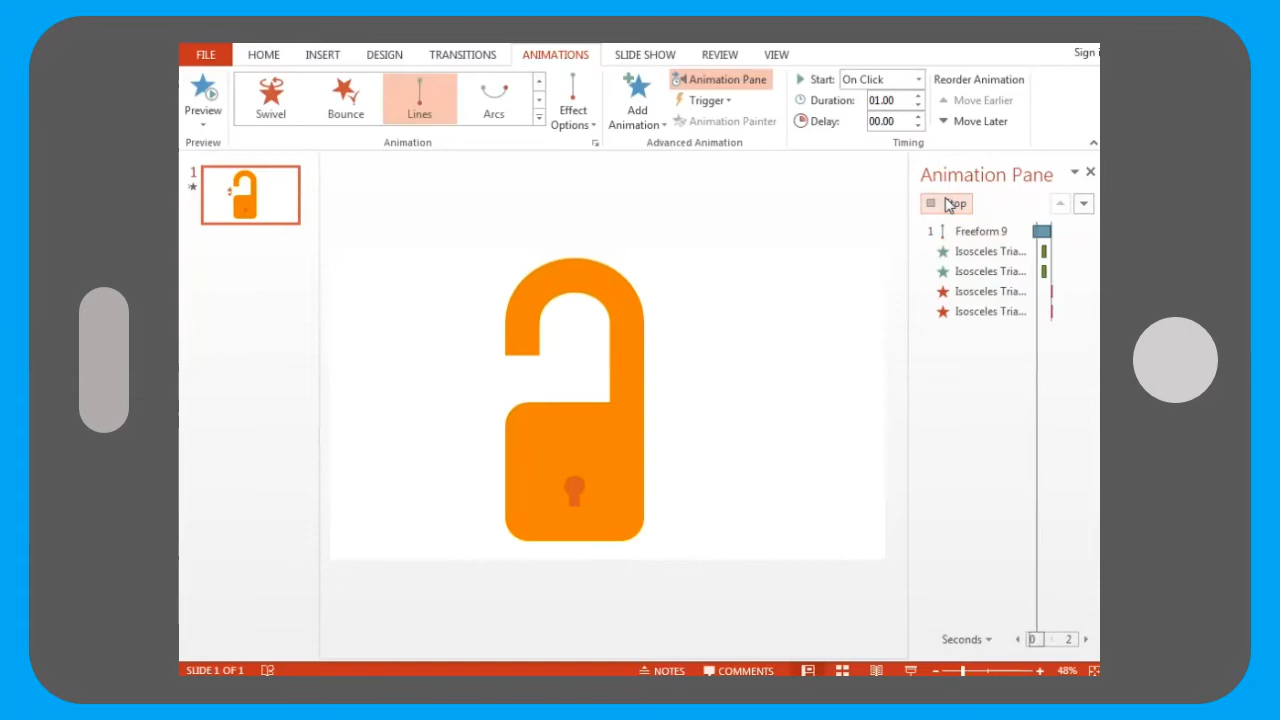 FILE HOME INSERT DESIGN TRANSITIONS ANIMATIONS SLIDE SHOW REVIEW VIEW Sign i
Preview Swivel Bounce Lines Arcs Effect Options Add Animation Animation Pane Trigger Animation Painter Start: On Click Duration: 01.00 Delay: 00.00 Reorder Animation Move Earlier Move Later
Preview Animation Advanced Animation Timing
1
Animation Pane
1 Freeform 9
Isosceles Tria...
Isosceles Tria...
Isosceles Tria...
Isosceles Tria...
Seconds 0 2
SLIDE 1 OF 1 NOTES COMMENTS 48%